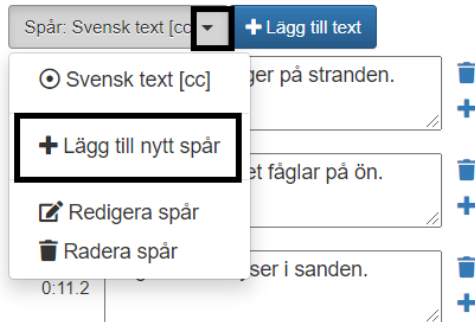 Spår: Svensk text [cc
Lägg till text
Svensk text [cc]
ger på stranden.
Lägg till nytt spår
et fåglar på ön.
Redigera spår
Radera spår
ser i sanden.
0:11.2